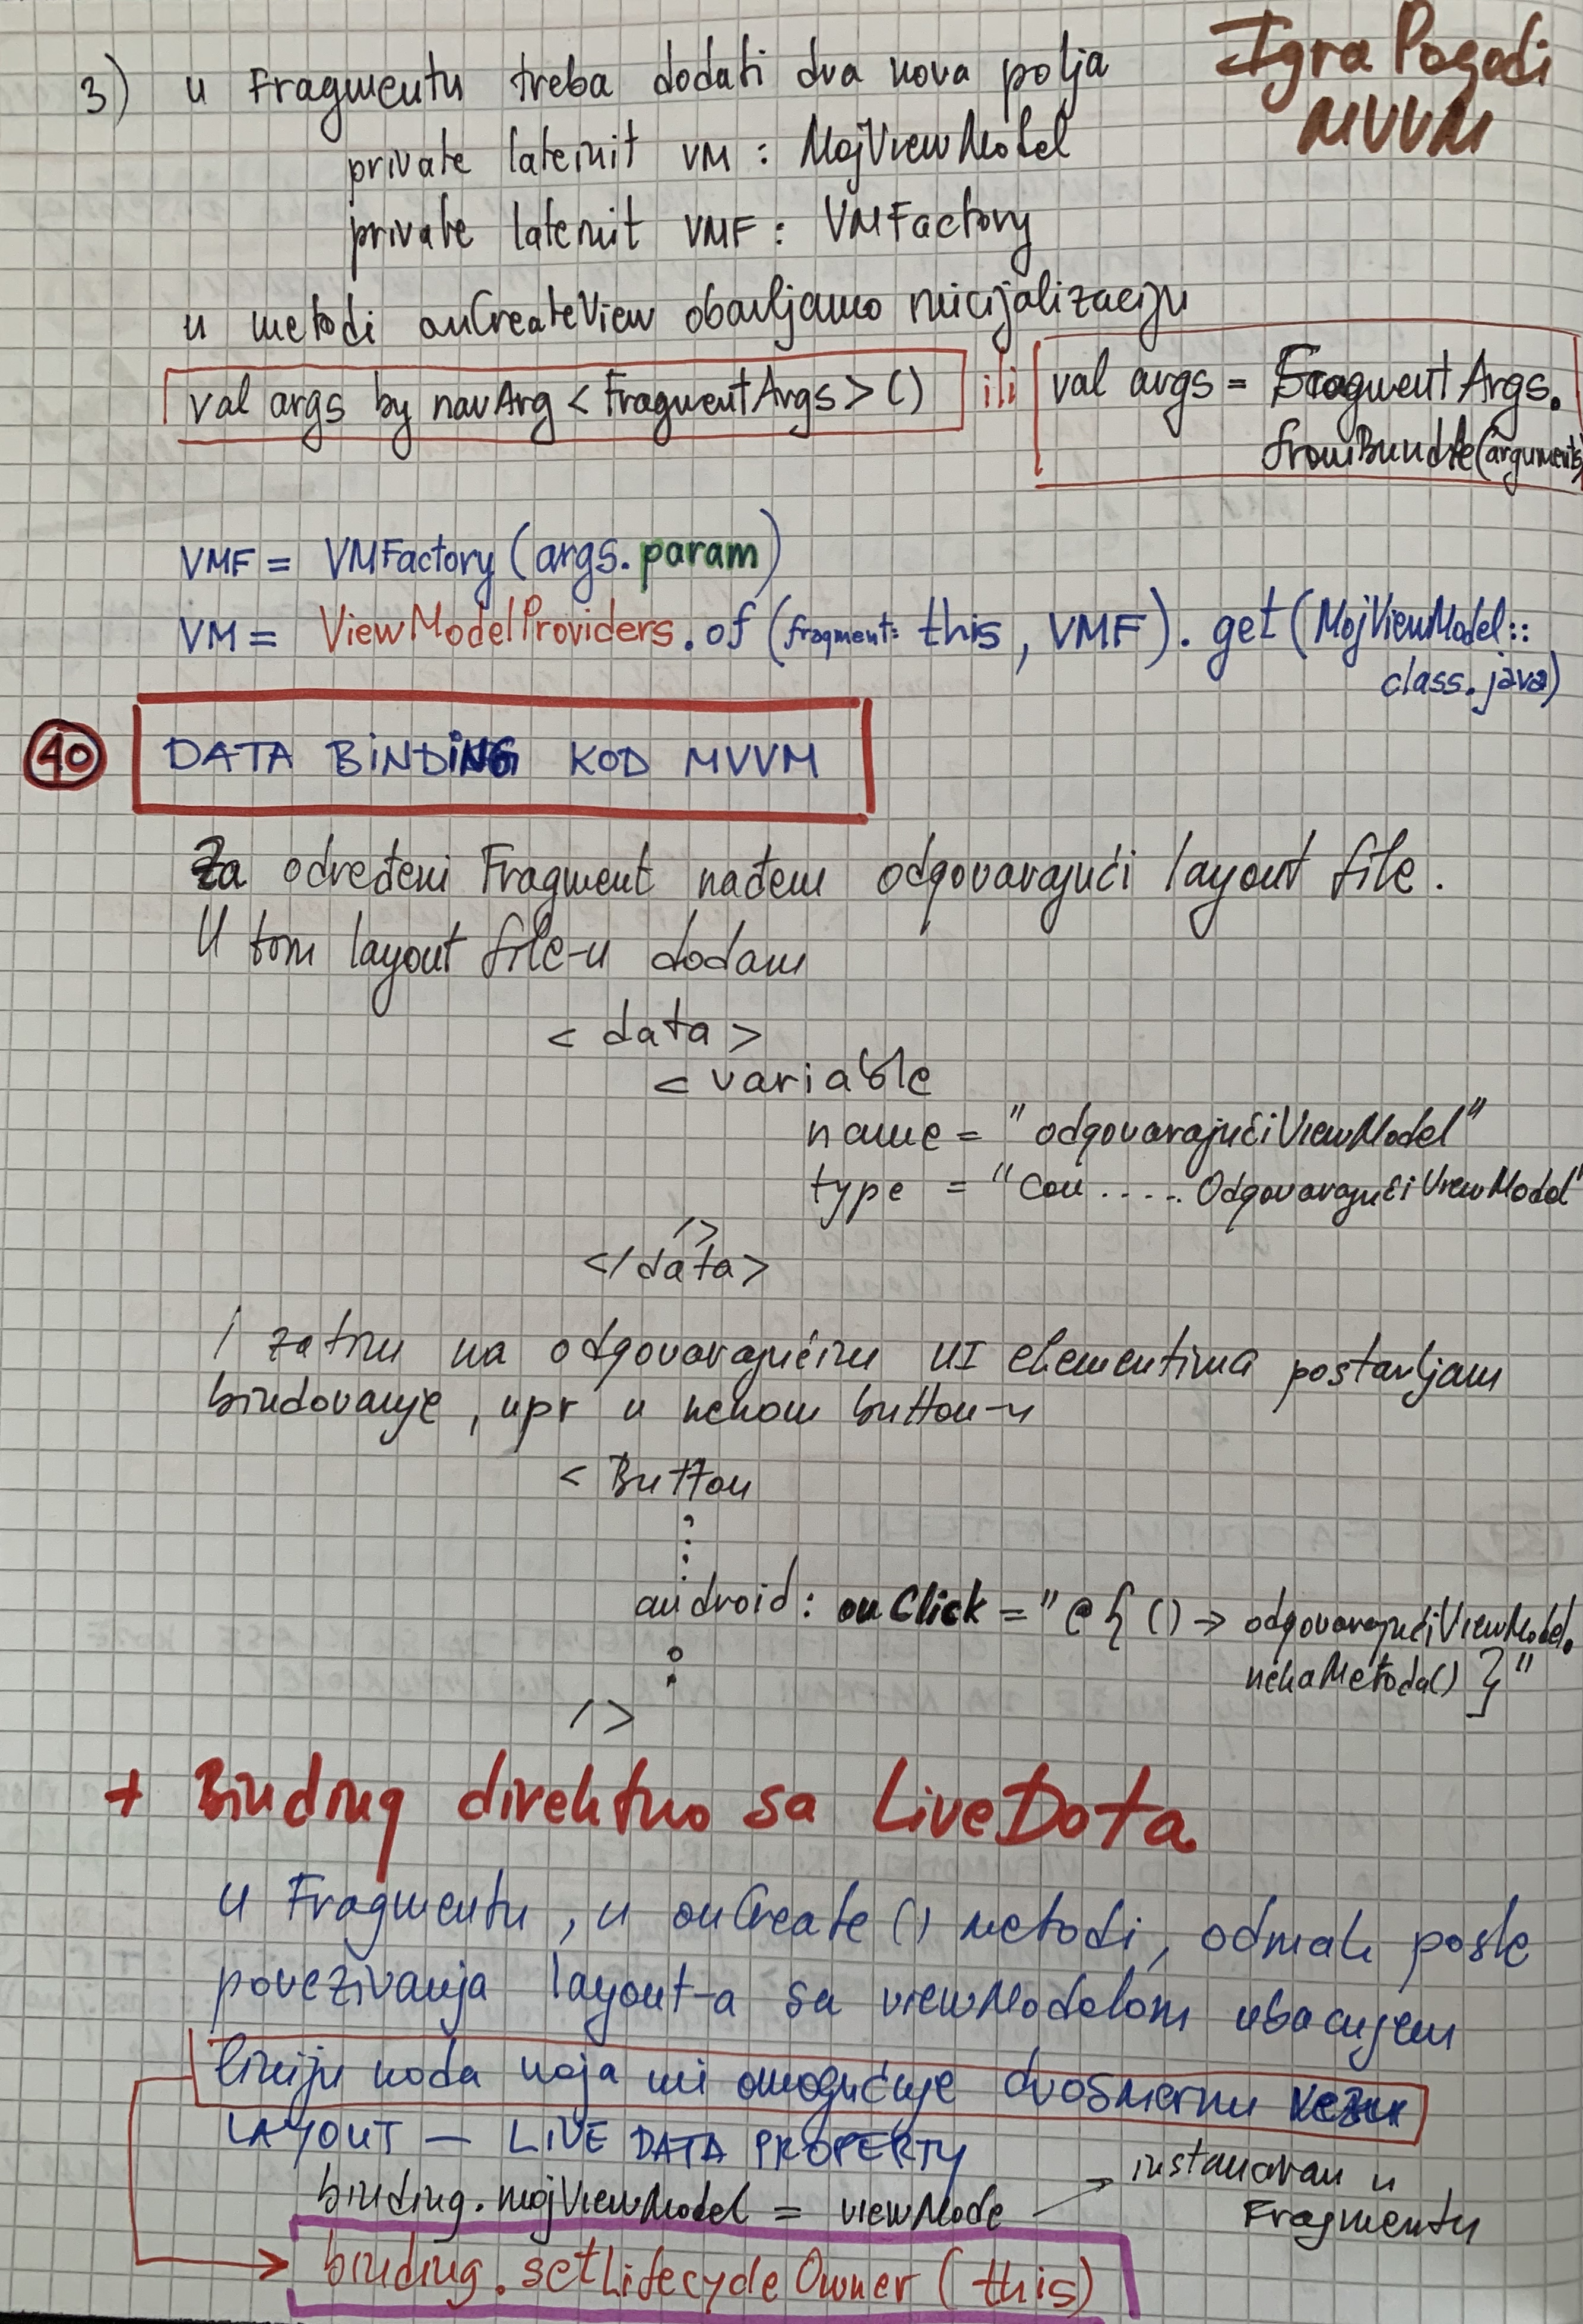 Igra Pogodi
MVVM
3) u Fragmentu treba dodati dva nova polja
private lateinit VM : MojViewModel
private lateinit VMF : VMFactory
u metodi onCreateView obavljamo inicijalizaciju
val args by navArg <FragmentArgs> () ili val args = FragmentArgs.
fromBundle(arguments)
VMF = VMFactory (args.param)
VM = ViewModelProviders.of (fragment: this, VMF). get (MojViewModel::
class.java)
40 DATA BINDING KOD MVVM
Za određeni Fragment nađem odgovarajući layout file.
U tom layout file-u dodam
< data >
< variable
name = "odgovarajućiViewModel"
type = "com ..... OdgovarajućiViewModel"
/>
</data>
I zatim na odgovarajućim UI elementima postavljam
bindovanje, npr u nekom button-u
< Button
:
:
android: onClick = "@{ () -> odgovarajućiViewModel.
nekaMetoda() }"
:
/>
+ Binding direktno sa LiveData
U Fragmentu, u onCreate () metodi, odmah posle
povezivanja layout-a sa viewModelom ubacujem
liniju koda koja mi omogućuje dvosmernu vezu
LAYOUT – LIVE DATA PROPERTY
binding.mojViewModel = viewMode → instanciran u
Fragmentu
binding.setLifecycleOwner (this)